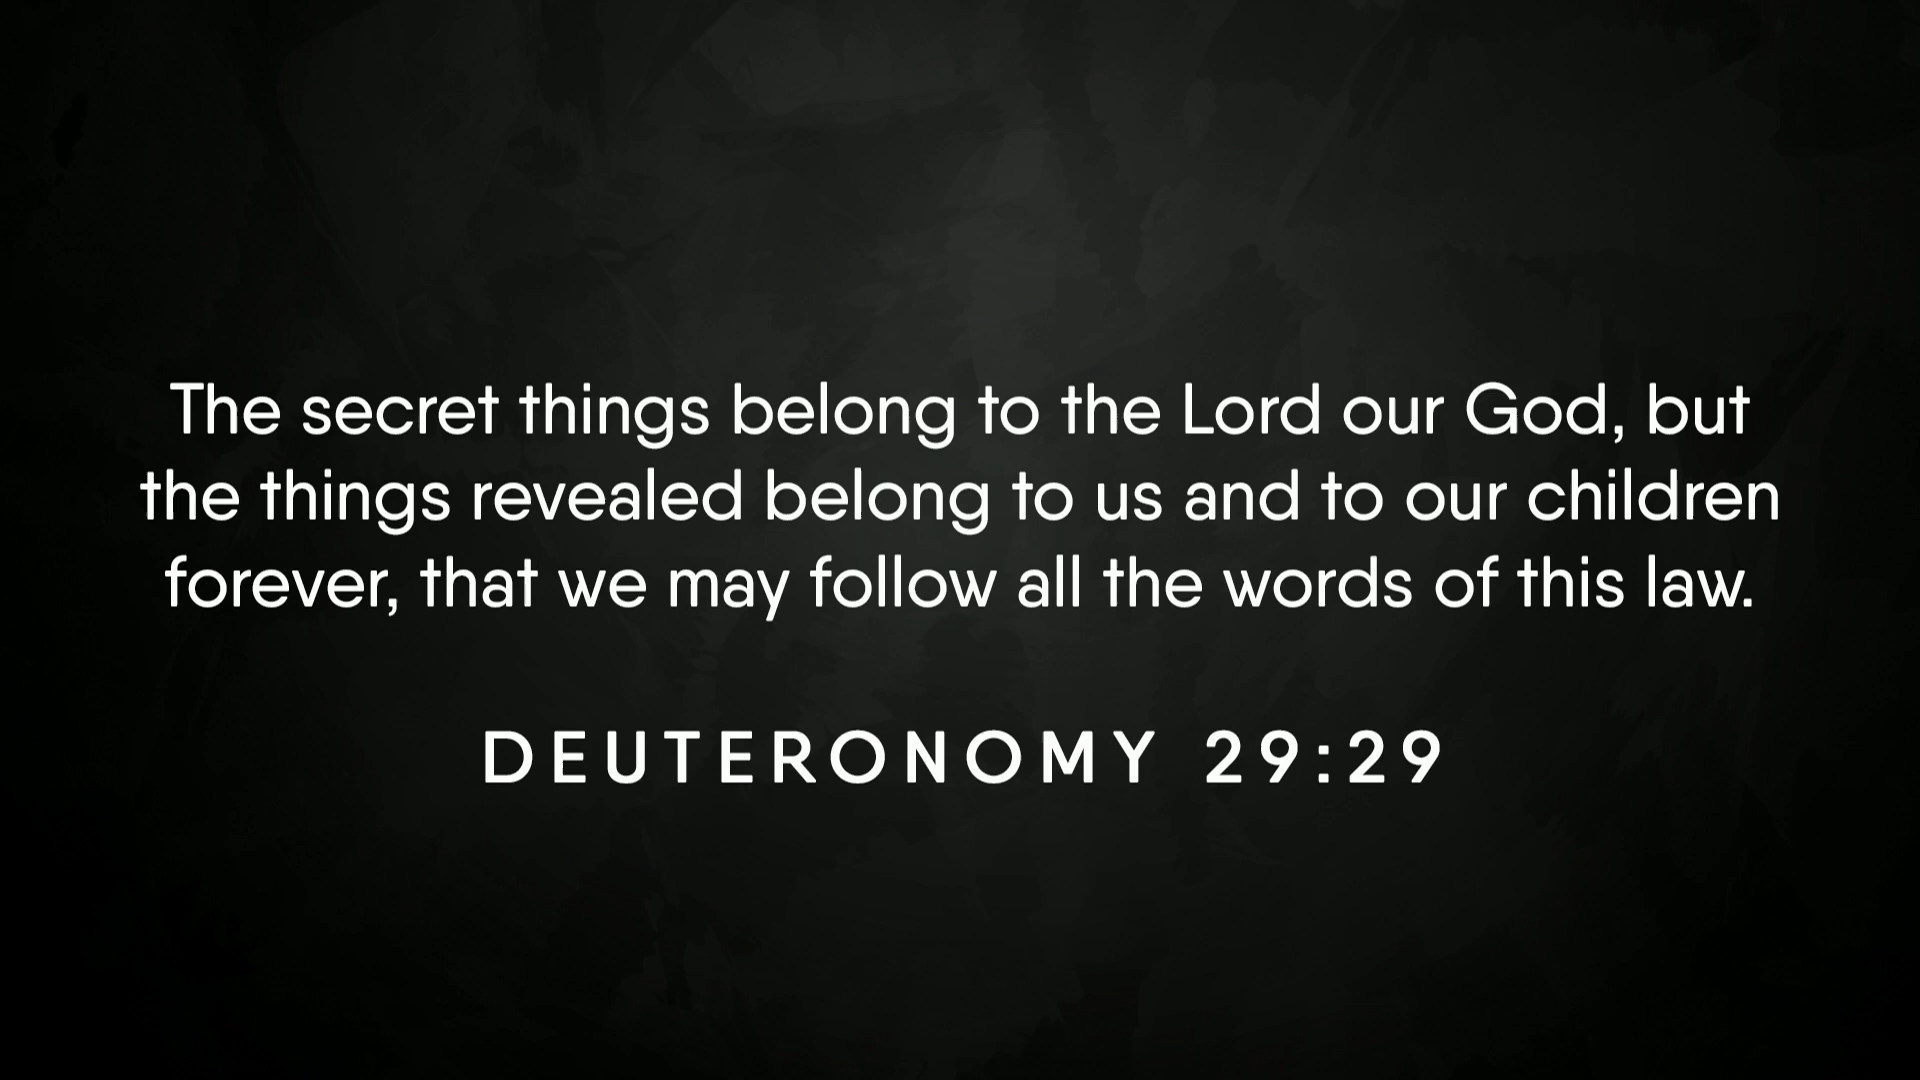 The secret things belong to the Lord our God, but
the things revealed belong to us and to our children
forever, that we may follow all the words of this law.
DEUTERONOMY 29:29